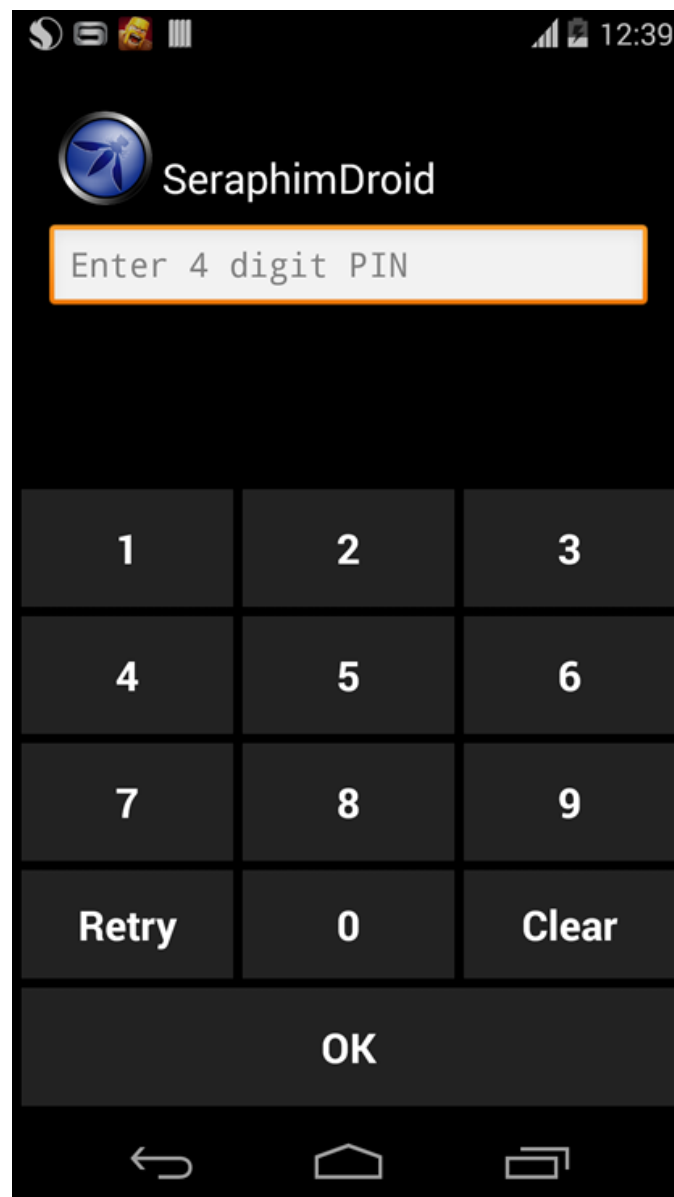 12:39
SeraphimDroid
Enter 4 digit PIN
1 2 3
4 5 6
7 8 9
Retry 0 Clear
OK